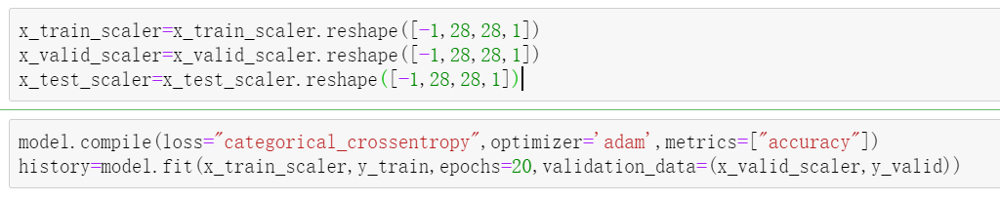 x_train_scaler=x_train_scaler.reshape([-1,28,28,1])
x_valid_scaler=x_valid_scaler.reshape([-1,28,28,1])
x_test_scaler=x_test_scaler.reshape([-1,28,28,1])
model.compile(loss="categorical_crossentropy",optimizer='adam',metrics=["accuracy"])
history=model.fit(x_train_scaler,y_train,epochs=20,validation_data=(x_valid_scaler,y_valid))